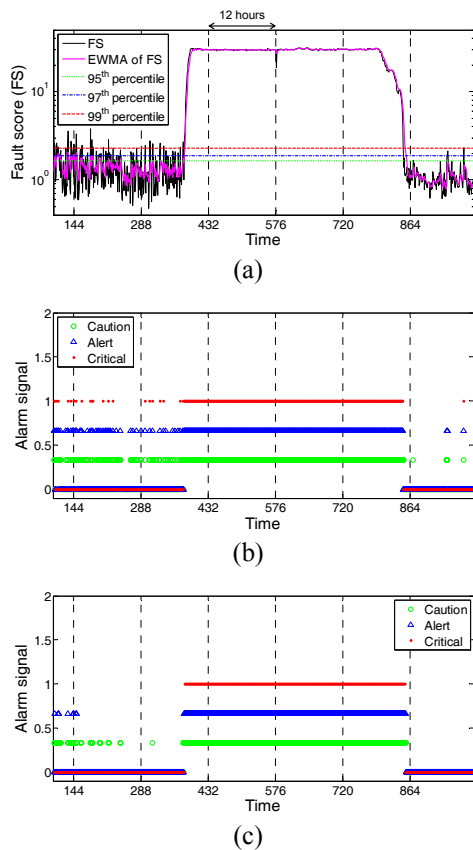 12 hours
FS
EWMA of FS
95th percentile
97th percentile
99th percentile
Fault score (FS)
10^1
10^0
144 288 432 576 720 864
Time
(a)
Caution
Alert
Critical
Alarm signal
2
1.5
1
0.5
0
144 288 432 576 720 864
Time
(b)
Caution
Alert
Critical
Alarm signal
2
1.5
1
0.5
0
144 288 432 576 720 864
Time
(c)